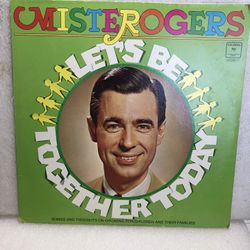 MISTEROGERS
LET'S BE
TOGETHER TODAY
SONGS AND THOUGHTS ON GROWING FOR CHILDREN AND THEIR FAMILIES